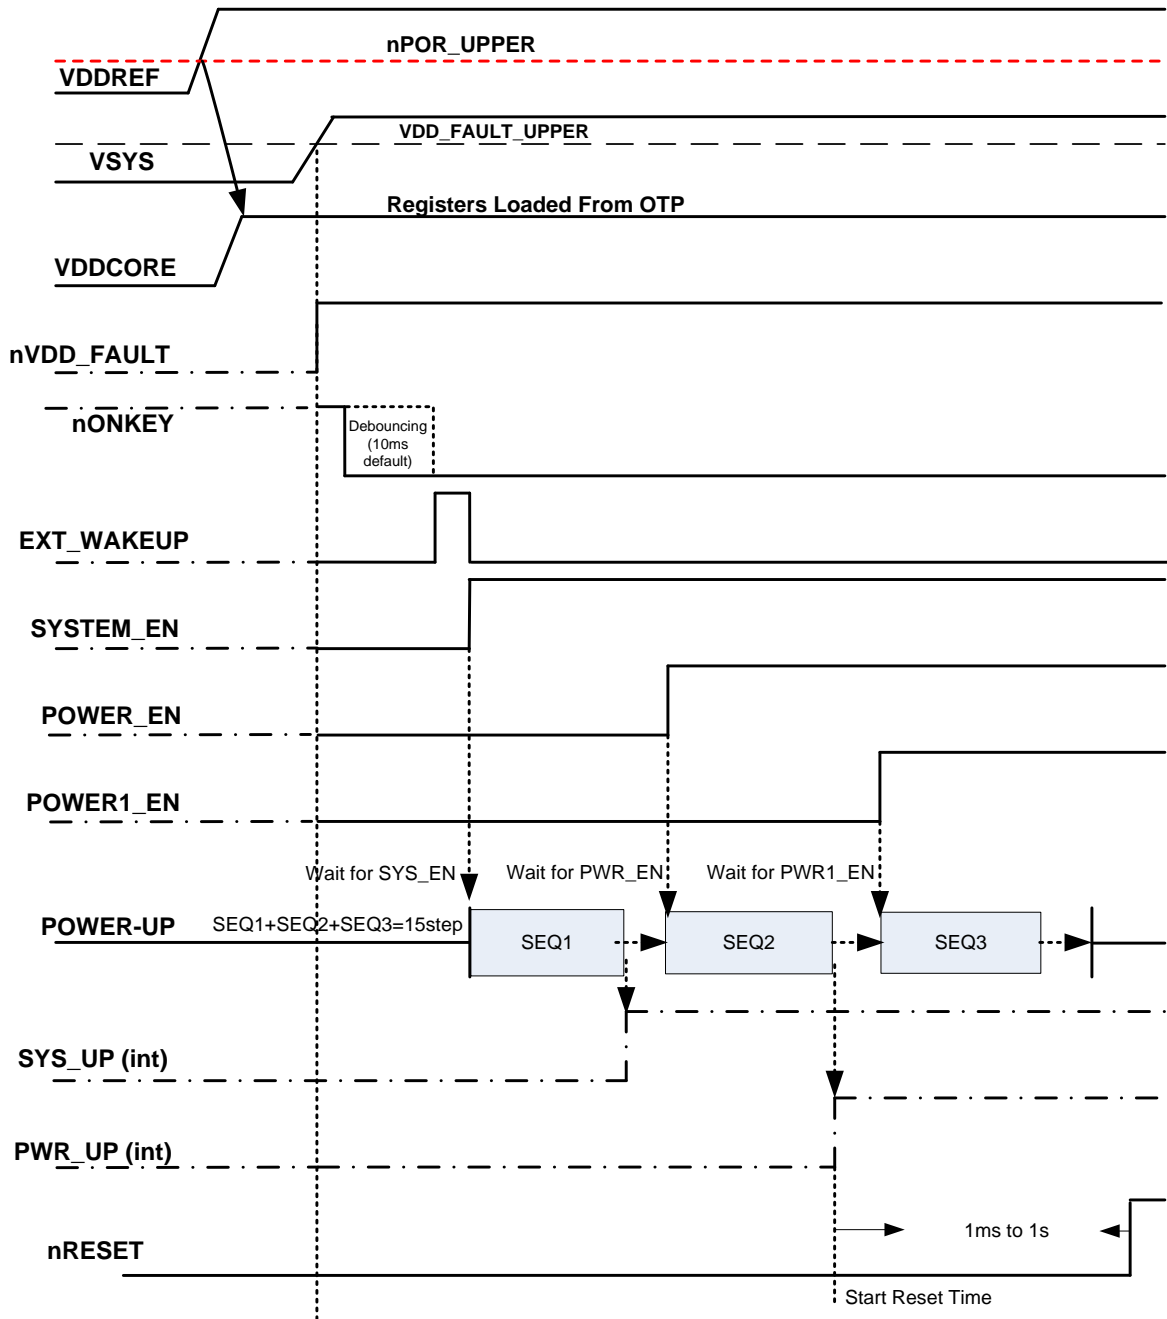 nPOR_UPPER
VDDREF
VDD_FAULT_UPPER
VSYS
Registers Loaded From OTP
VDDCORE
nVDD_FAULT
nONKEY
Debouncing
(10ms
default)
EXT_WAKEUP
SYSTEM_EN
POWER_EN
POWER1_EN
Wait for SYS_EN
Wait for PWR_EN
Wait for PWR1_EN
POWER-UP
SEQ1+SEQ2+SEQ3=15step
SEQ1
SEQ2
SEQ3
SYS_UP (int)
PWR_UP (int)
1ms to 1s
nRESET
Start Reset Time